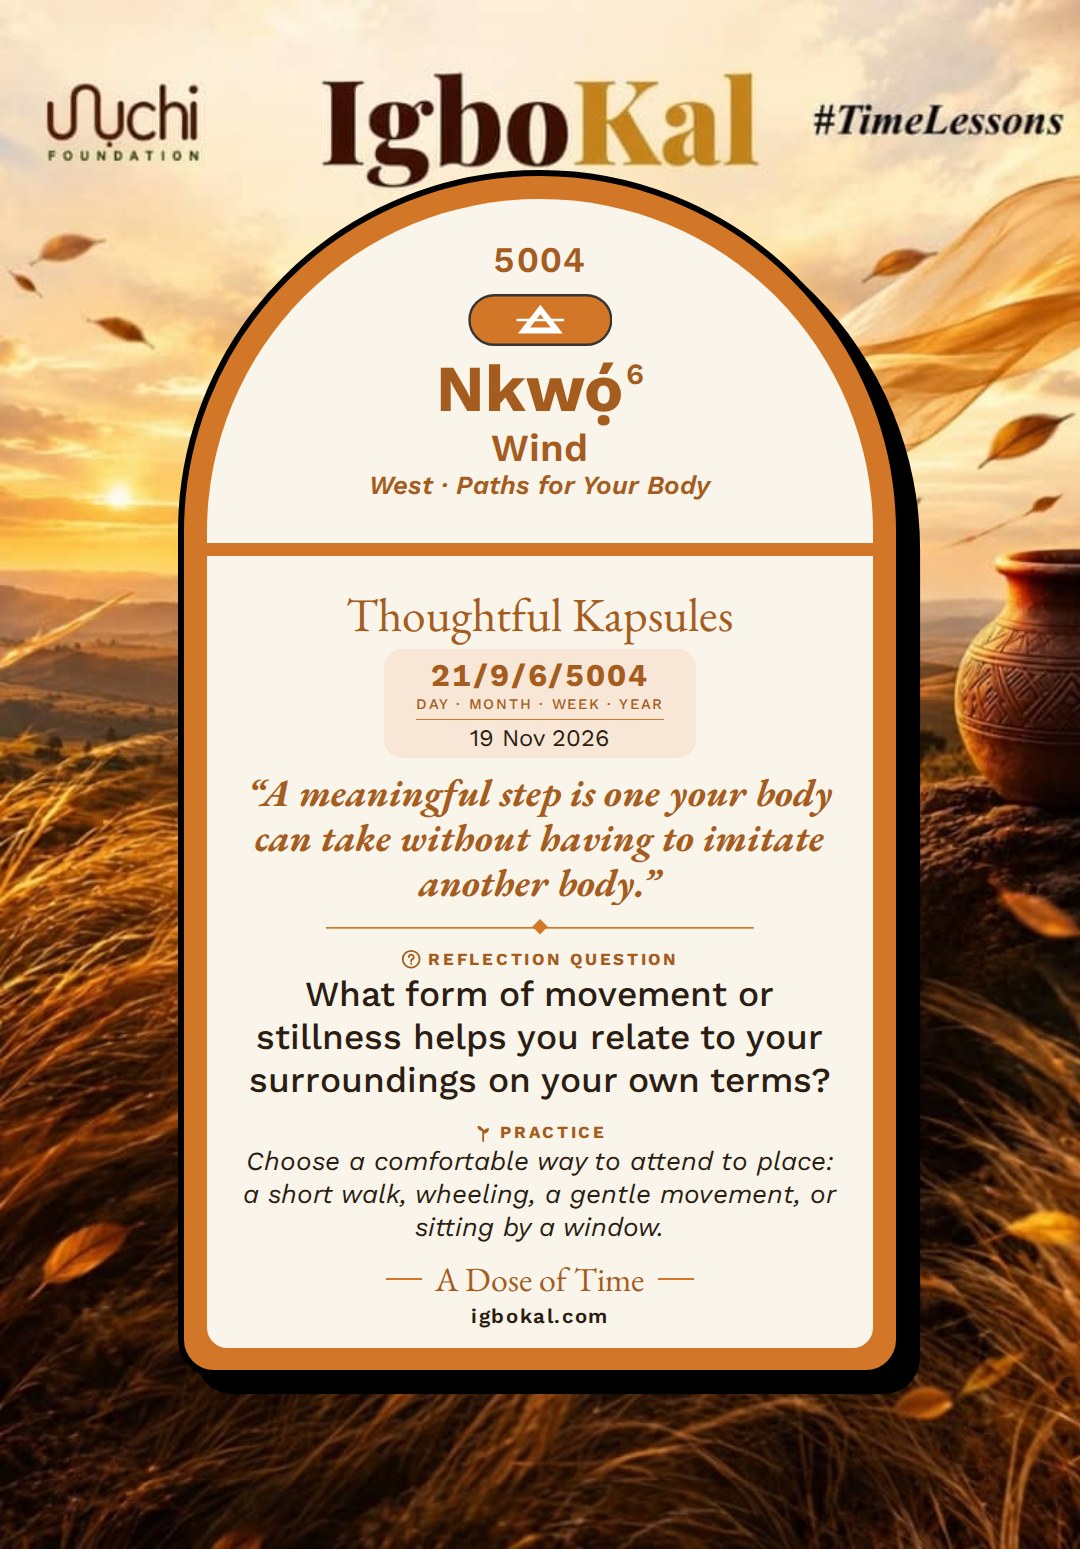 Ụchi
FOUNDATION
IgboKal
#TimeLessons
5004
Nkwọ́⁶
Wind
West · Paths for Your Body
Thoughtful Kapsules
21/9/6/5004
DAY · MONTH · WEEK · YEAR
19 Nov 2026
“A meaningful step is one your body
can take without having to imitate
another body.”
REFLECTION QUESTION
What form of movement or
stillness helps you relate to your
surroundings on your own terms?
PRACTICE
Choose a comfortable way to attend to place:
a short walk, wheeling, a gentle movement, or
sitting by a window.
A Dose of Time
igbokal.com